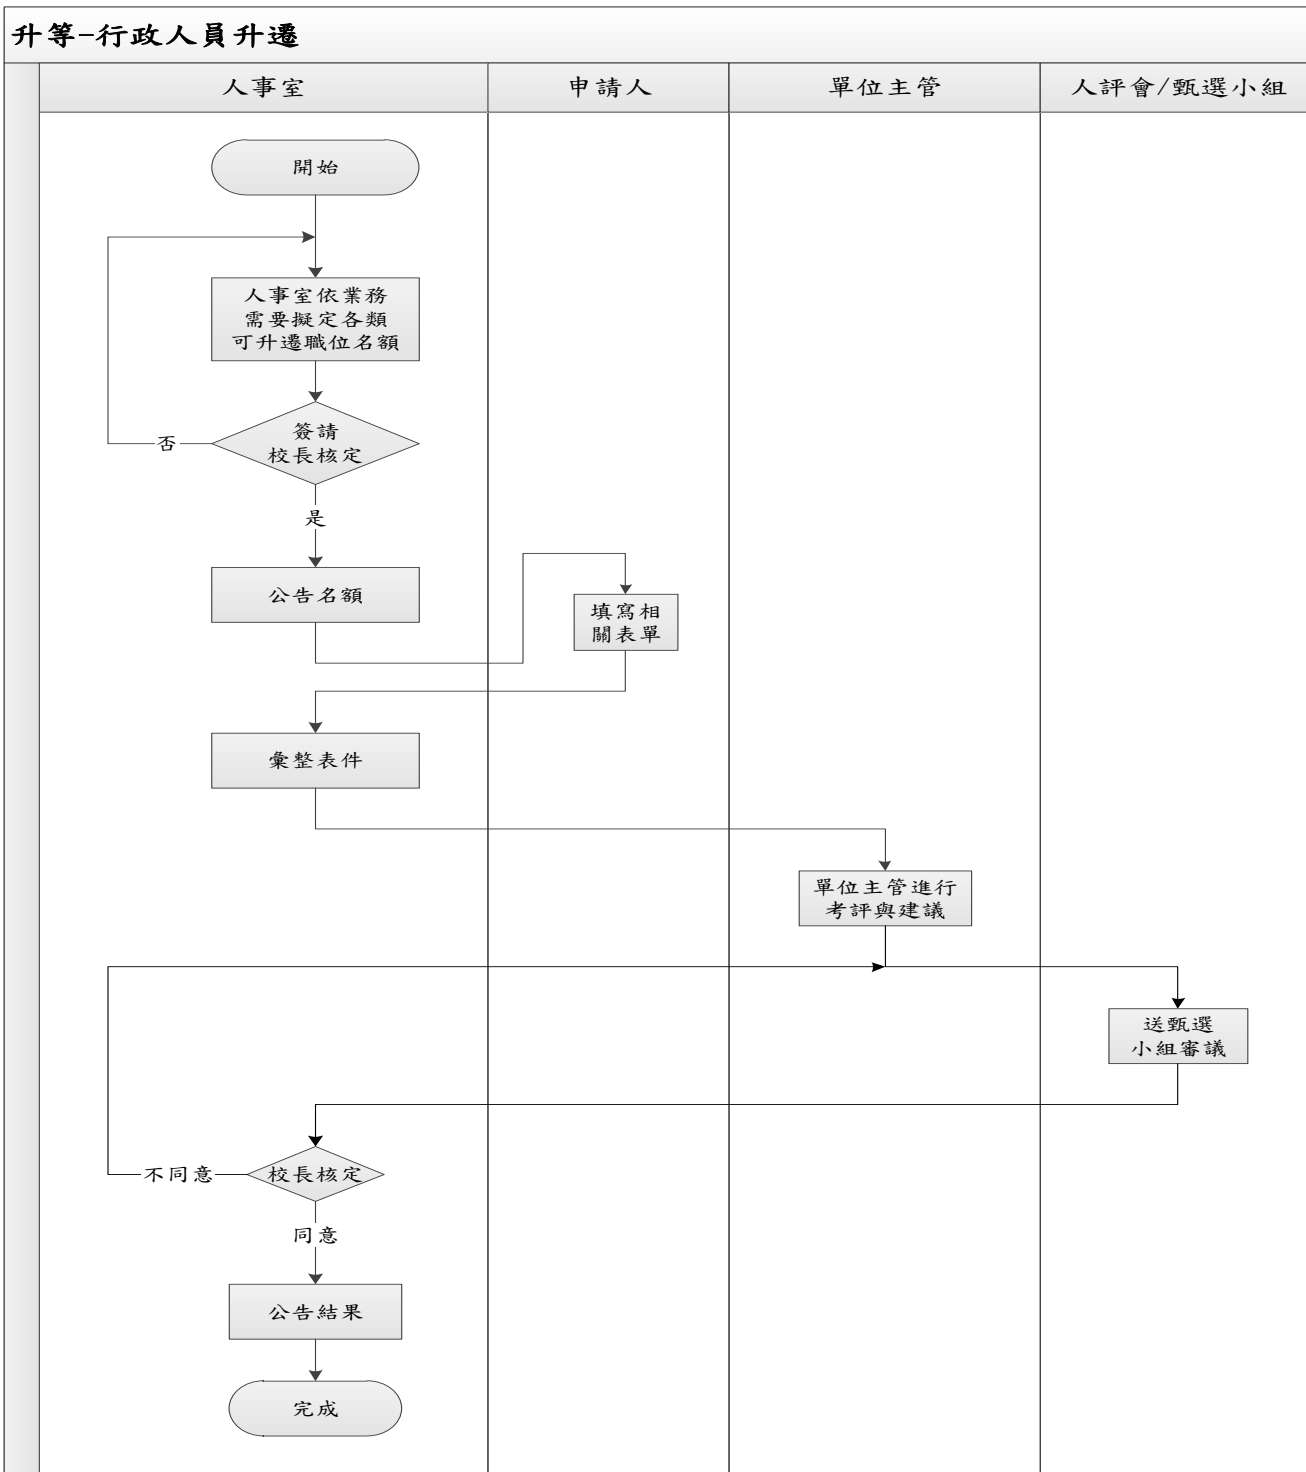 升等-行政人員升遷
人事室
申請人
單位主管
人評會/甄選小組
開始
人事室依業務
需要擬定各類
可升遷職位名額
簽請
校長核定
否
是
公告名額
填寫相
關表單
彙整表件
單位主管進行
考評與建議
送甄選
小組審議
校長核定
不同意
同意
公告結果
完成